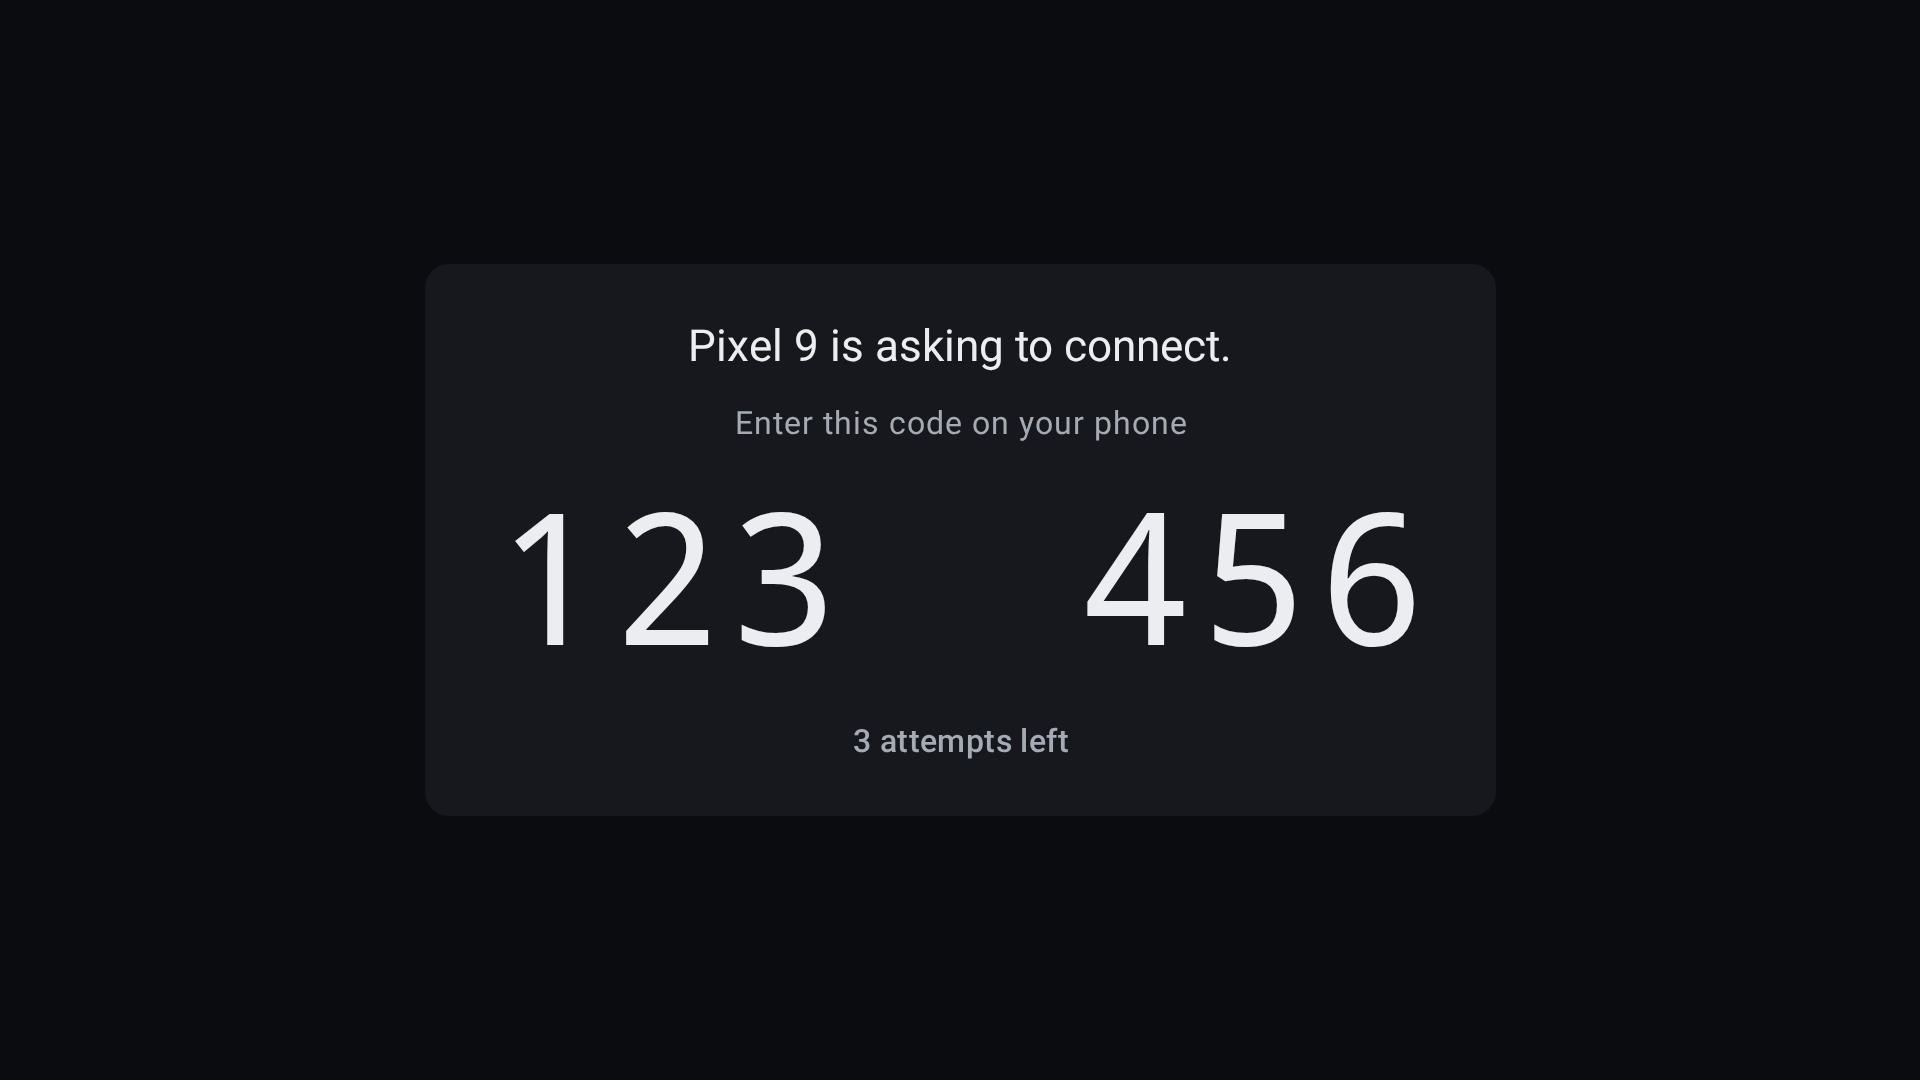 Pixel 9 is asking to connect.
Enter this code on your phone
123 456
3 attempts left